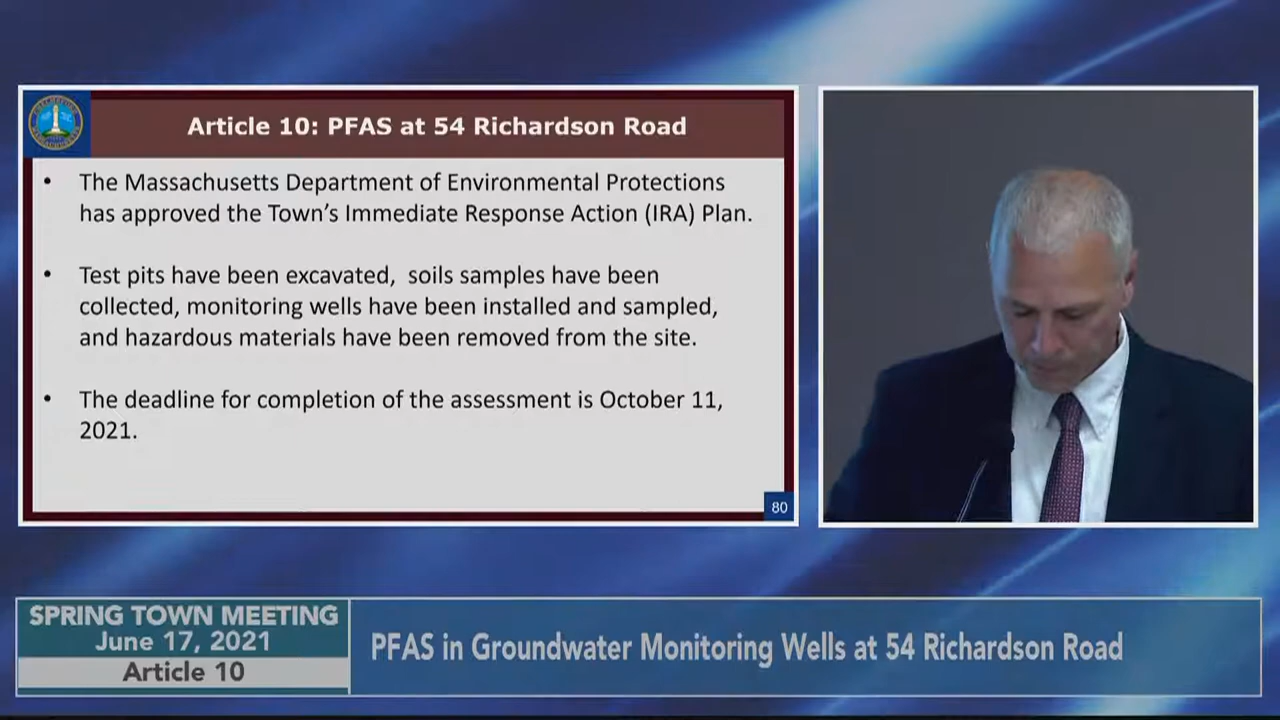 Article 10: PFAS at 54 Richardson Road
• The Massachusetts Department of Environmental Protections
has approved the Town's Immediate Response Action (IRA) Plan.
• Test pits have been excavated, soils samples have been
collected, monitoring wells have been installed and sampled,
and hazardous materials have been removed from the site.
• The deadline for completion of the assessment is October 11,
2021.
80
SPRING TOWN MEETING
June 17, 2021
Article 10
PFAS in Groundwater Monitoring Wells at 54 Richardson Road